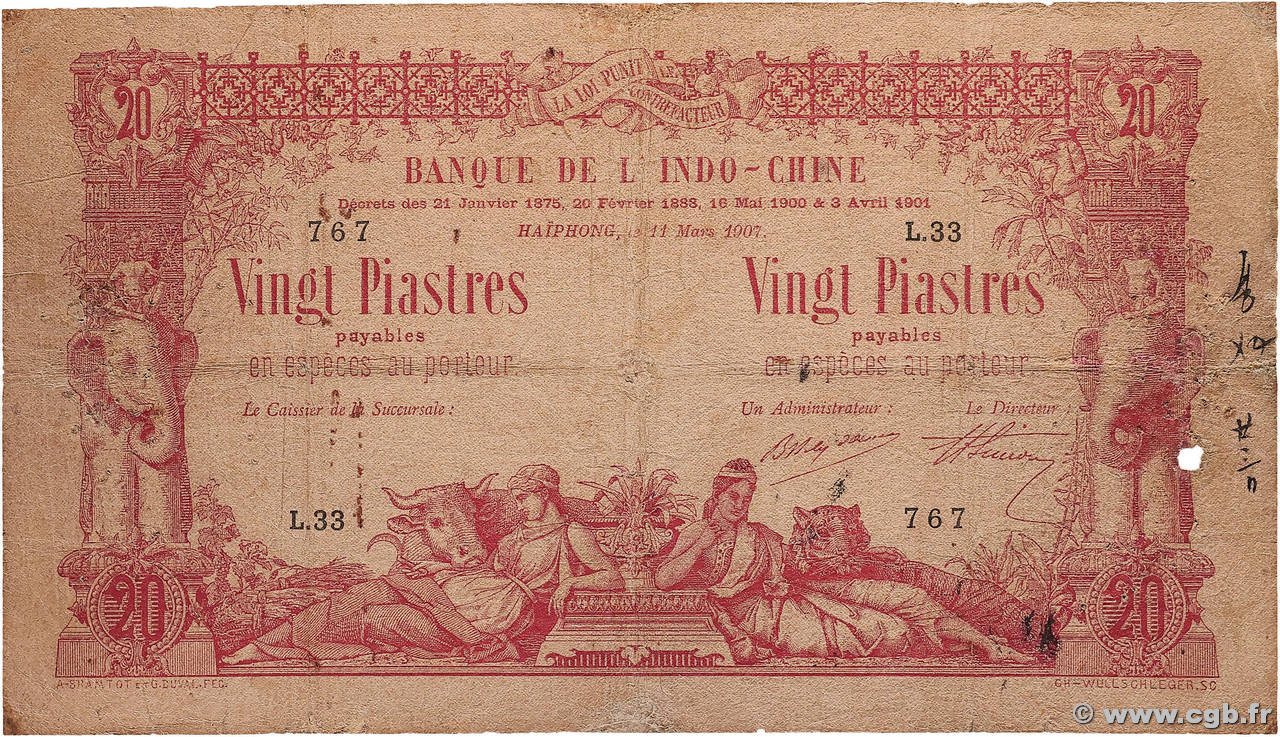 20 20
LA LOI PUNIT LE
CONTREFACTEUR
BANQUE DE L'INDO-CHINE
Décrets des 21 Janvier 1875, 20 Février 1888, 16 Mai 1900 & 3 Avril 1901
767 HAÏPHONG, le 11 Mars 1907. L.33
Vingt Piastres Vingt Piastres
payables payables
en espèces au porteur. en espèces au porteur.
Le Caissier de la Succursale : Un Administrateur : Le Directeur :
L.33 767
20 20
A-BRAMTOT ET G.DUVAL.FEC. CH-WULLSCHLEGER.SC
© www.cgb.fr